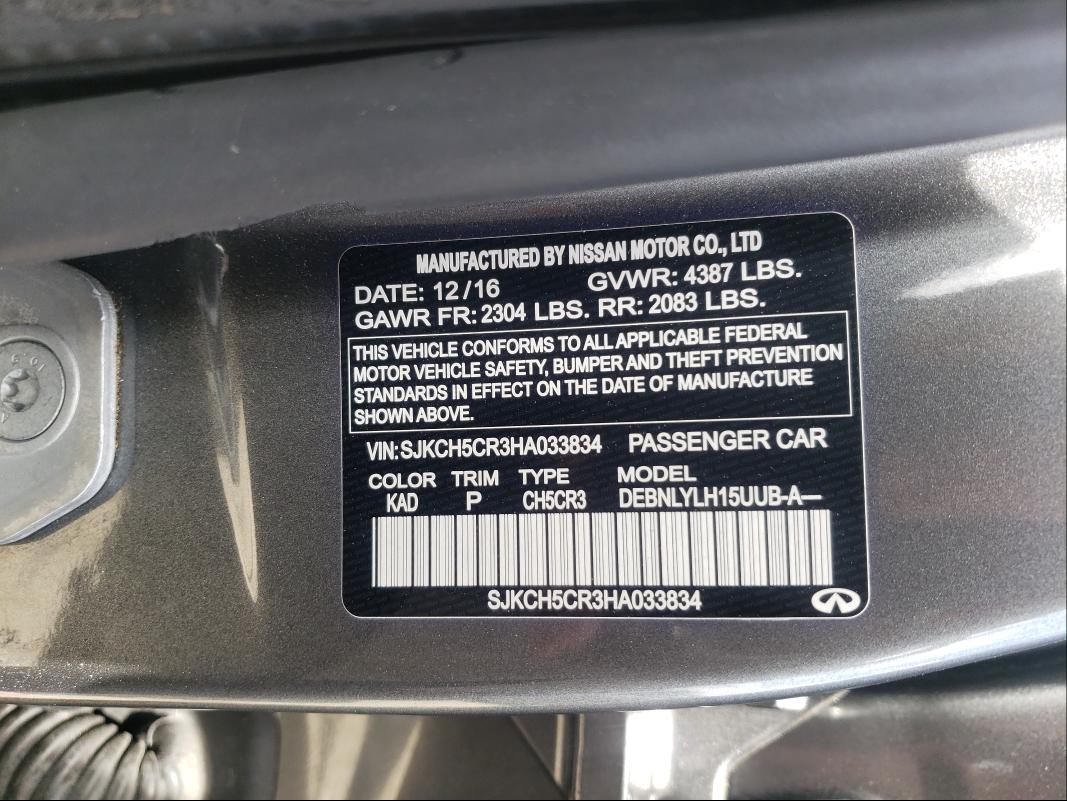 MANUFACTURED BY NISSAN MOTOR CO., LTD
DATE: 12/16 GVWR: 4387 LBS.
GAWR FR: 2304 LBS. RR: 2083 LBS.
THIS VEHICLE CONFORMS TO ALL APPLICABLE FEDERAL
MOTOR VEHICLE SAFETY, BUMPER AND THEFT PREVENTION
STANDARDS IN EFFECT ON THE DATE OF MANUFACTURE
SHOWN ABOVE.
VIN: SJKCH5CR3HA033834 PASSENGER CAR
COLOR TRIM TYPE MODEL
KAD P CH5CR3 DEBNLYLH15UUB-A—
SJKCH5CR3HA033834